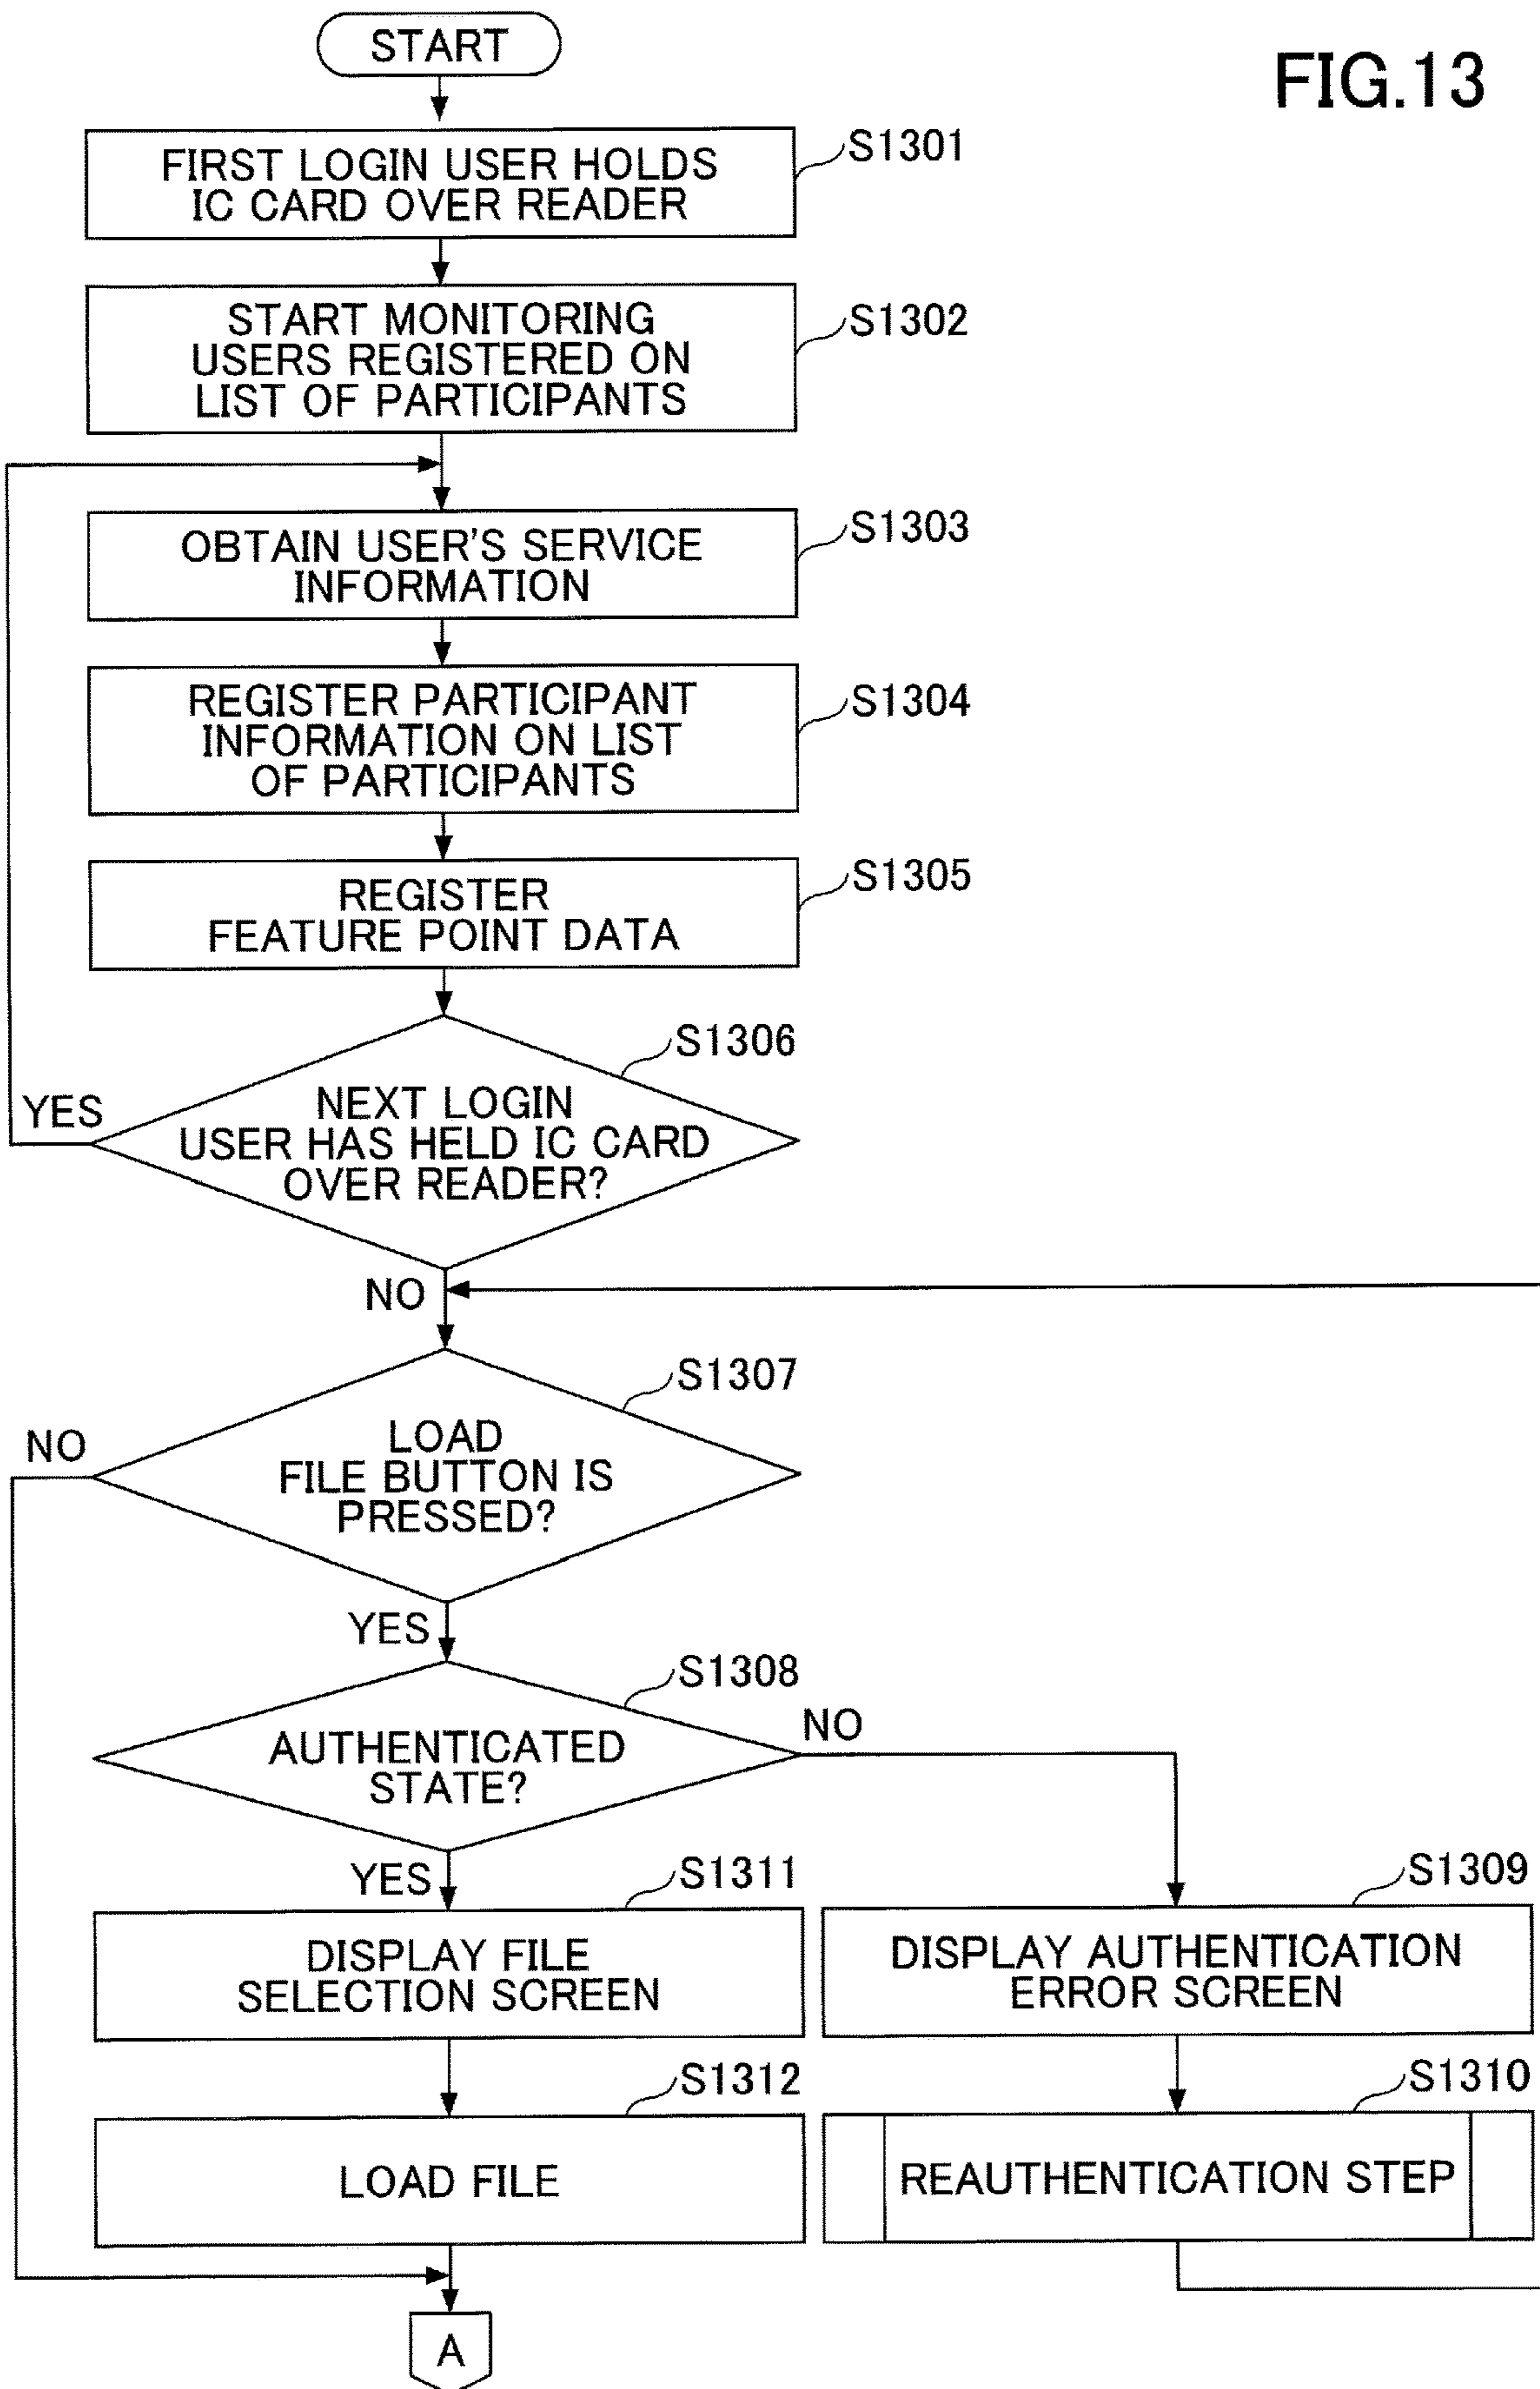 START
FIG.13
FIRST LOGIN USER HOLDS
IC CARD OVER READER
S1301
START MONITORING
USERS REGISTERED ON
LIST OF PARTICIPANTS
S1302
OBTAIN USER'S SERVICE
INFORMATION
S1303
REGISTER PARTICIPANT
INFORMATION ON LIST
OF PARTICIPANTS
S1304
REGISTER
FEATURE POINT DATA
S1305
S1306
YES
NEXT LOGIN
USER HAS HELD IC CARD
OVER READER?
NO
S1307
NO
LOAD
FILE BUTTON IS
PRESSED?
YES
S1308
NO
AUTHENTICATED
STATE?
YES
S1311
S1309
DISPLAY FILE
SELECTION SCREEN
DISPLAY AUTHENTICATION
ERROR SCREEN
S1312
S1310
LOAD FILE
REAUTHENTICATION STEP
A